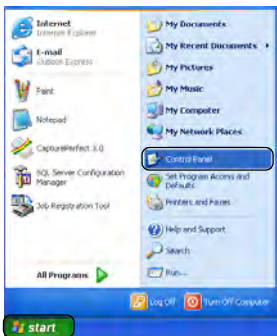 Internet
Internet Explorer
E-mail
Outlook Express
Paint
Notepad
CapturePerfect 3.0
SQL Server Configuration
Manager
Job Registration Tool
All Programs
My Documents
My Recent Documents
My Pictures
My Music
My Computer
My Network Places
Control Panel
Set Program Access and
Defaults
Printers and Faxes
Help and Support
Search
Run...
Log Off
Turn Off Computer
start